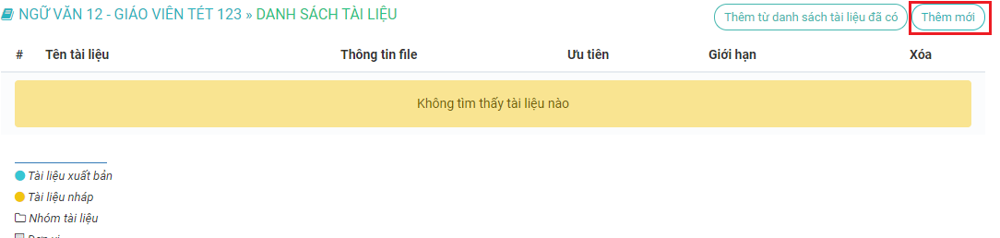 NGỮ VĂN 12 - GIÁO VIÊN TÉT 123 » DANH SÁCH TÀI LIỆU
Thêm từ danh sách tài liệu đã có
Thêm mới
# Tên tài liệu Thông tin file Ưu tiên Giới hạn Xóa
Không tìm thấy tài liệu nào
Tài liệu xuất bản
Tài liệu nháp
Nhóm tài liệu